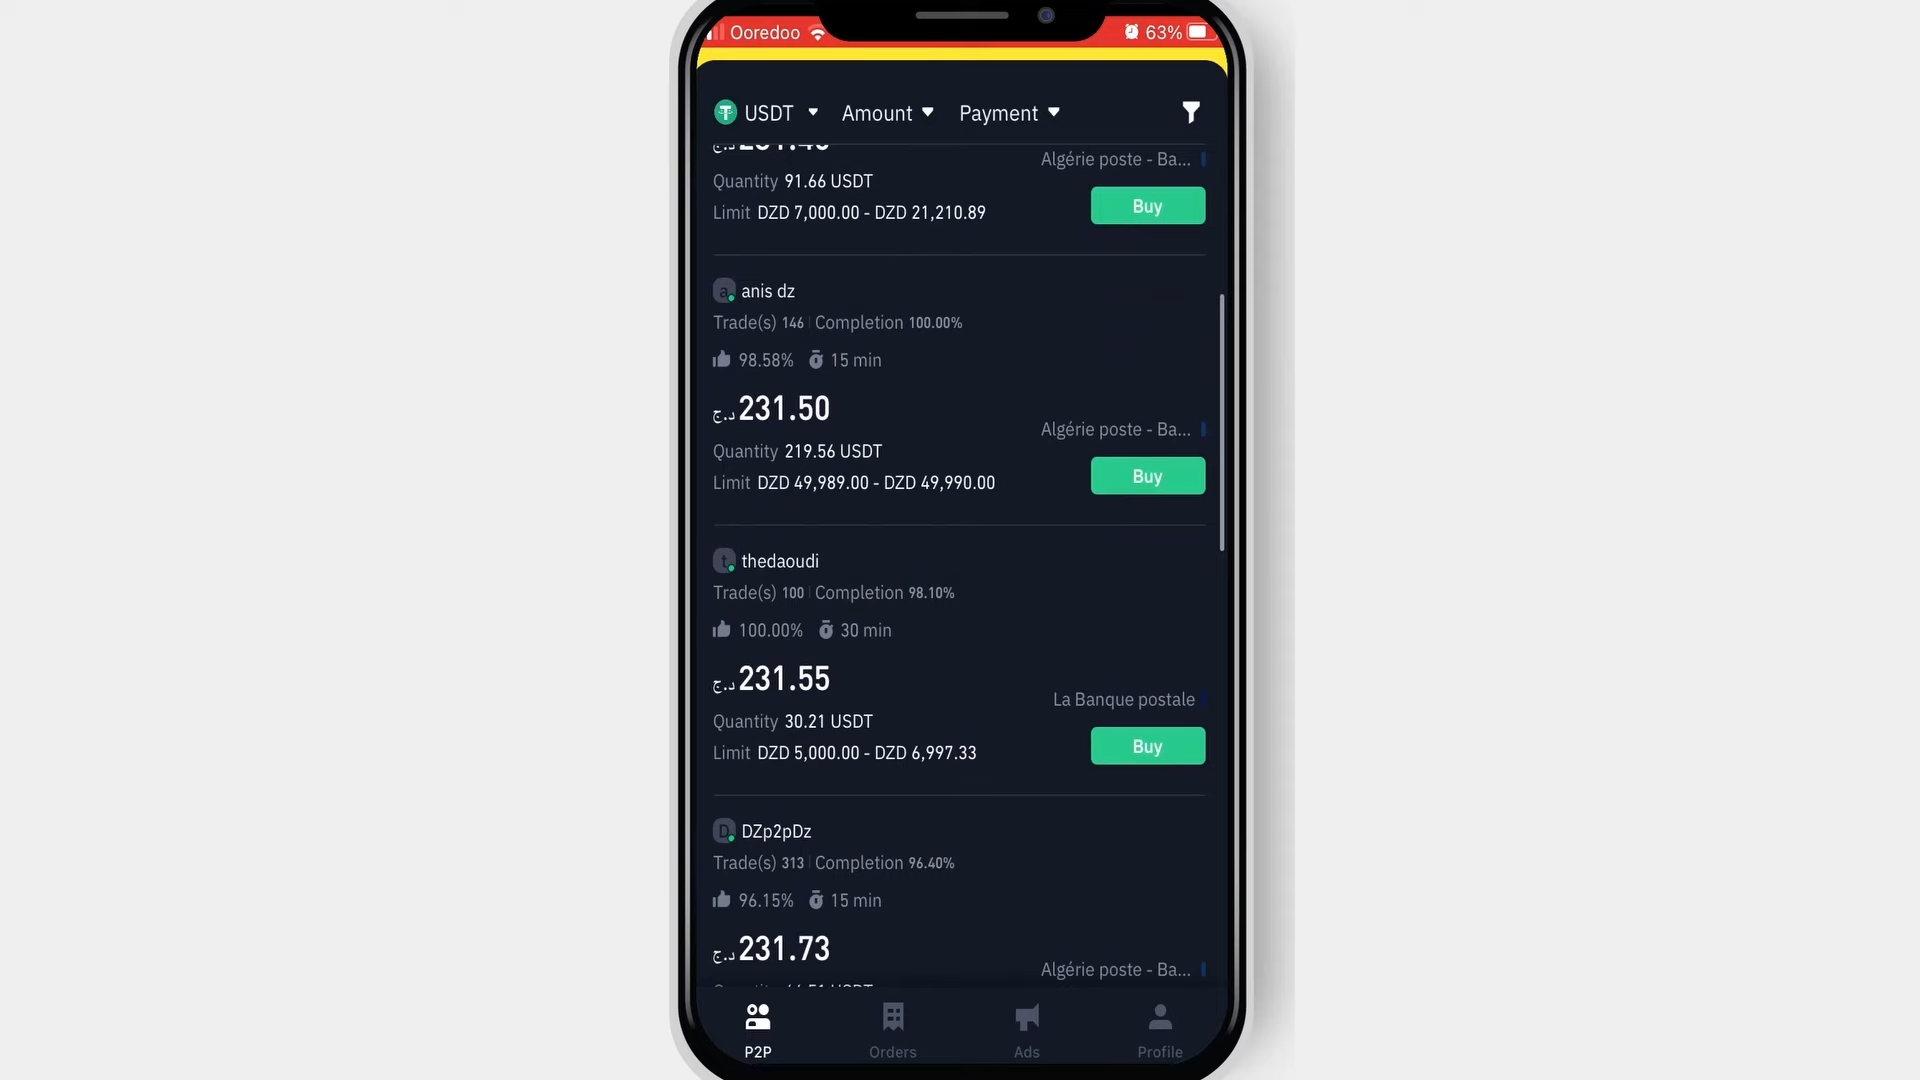 Ooredoo 63%
USDT Amount Payment
Algérie poste - Ba...
Quantity 91.66 USDT
Limit DZD 7,000.00 - DZD 21,210.89
Buy
anis dz
Trade(s) 146 Completion 100.00%
98.58% 15 min
د.ج 231.50
Algérie poste - Ba...
Quantity 219.56 USDT
Limit DZD 49,989.00 - DZD 49,990.00
Buy
thedaoudi
Trade(s) 100 Completion 98.10%
100.00% 30 min
د.ج 231.55
La Banque postale
Quantity 30.21 USDT
Limit DZD 5,000.00 - DZD 6,997.33
Buy
DZp2pDz
Trade(s) 313 Completion 96.40%
96.15% 15 min
د.ج 231.73
Algérie poste - Ba...
P2P Orders Ads Profile